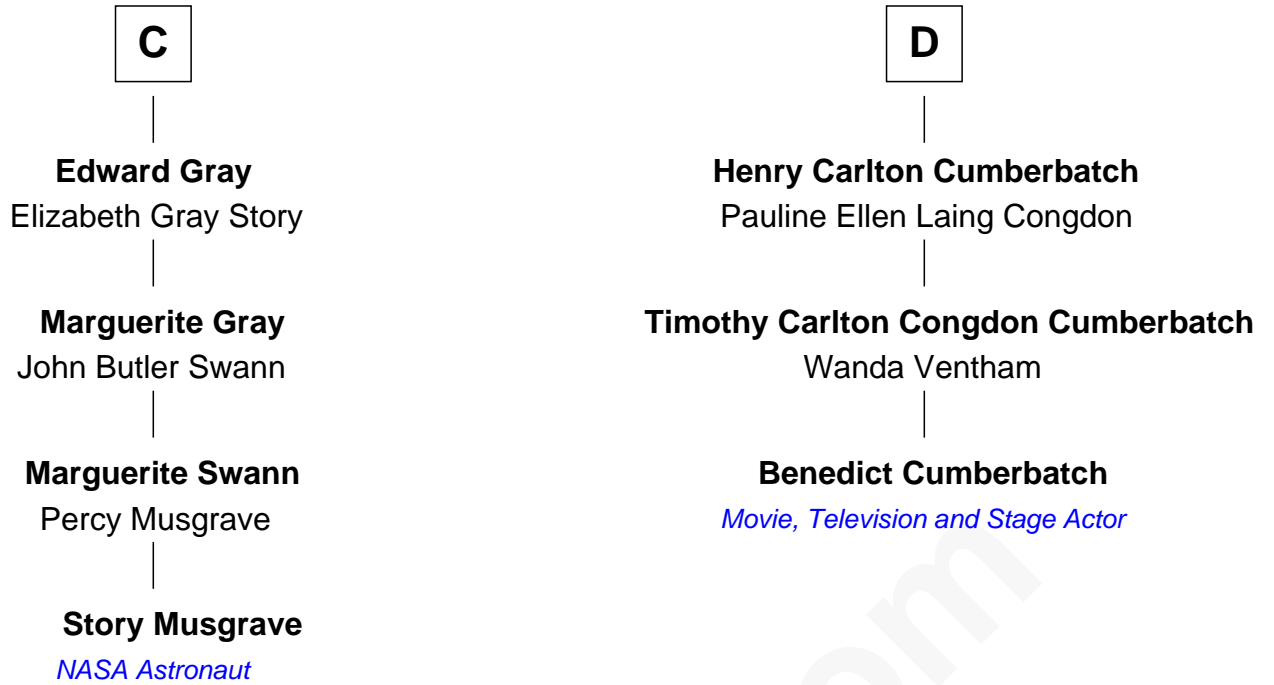 C
Edward Gray
Elizabeth Gray Story
Marguerite Gray
John Butler Swann
Marguerite Swann
Percy Musgrave
Story Musgrave
NASA Astronaut
D
Henry Carlton Cumberbatch
Pauline Ellen Laing Congdon
Timothy Carlton Congdon Cumberbatch
Wanda Ventham
Benedict Cumberbatch
Movie, Television and Stage Actor
om